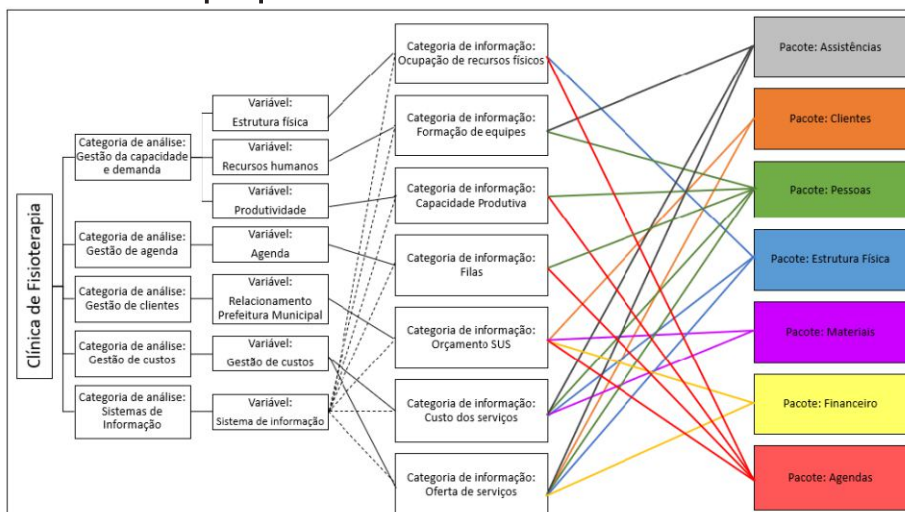 Clínica de Fisioterapia
Categoria de análise:
Gestão da capacidade
e demanda
Categoria de análise:
Gestão de agenda
Categoria de análise:
Gestão de clientes
Categoria de análise:
Gestão de custos
Categoria de análise:
Sistemas de
Informação
Variável:
Estrutura física
Variável:
Recursos humanos
Variável:
Produtividade
Variável:
Agenda
Variável:
Relacionamento
Prefeitura Municipal
Variável:
Gestão de custos
Variável:
Sistema de informação
Categoria de informação:
Ocupação de recursos físicos
Categoria de informação:
Formação de equipes
Categoria de informação:
Capacidade Produtiva
Categoria de informação:
Filas
Categoria de informação:
Orçamento SUS
Categoria de informação:
Custo dos serviços
Categoria de informação:
Oferta de serviços
Pacote: Assistências
Pacote: Clientes
Pacote: Pessoas
Pacote: Estrutura Física
Pacote: Materiais
Pacote: Financeiro
Pacote: Agendas